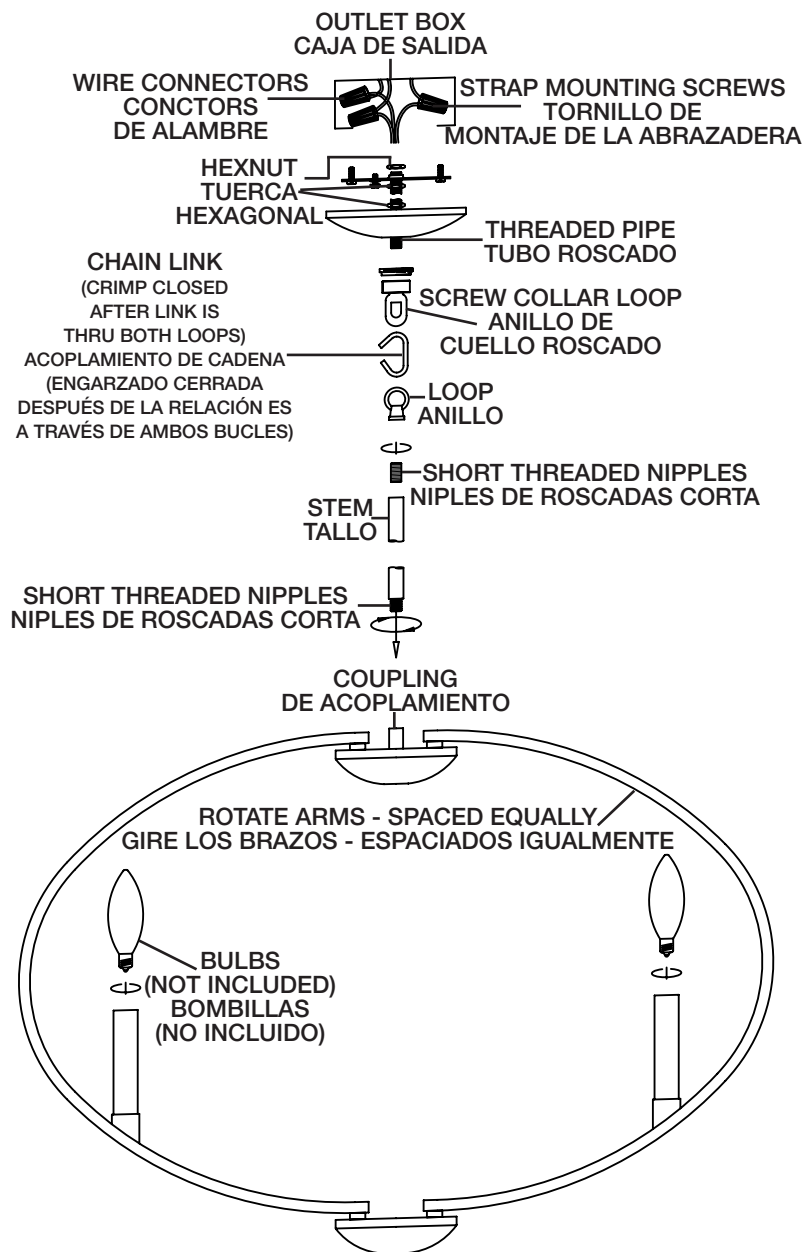 OUTLET BOX
CAJA DE SALIDA
WIRE CONNECTORS
CONCTORS
DE ALAMBRE
STRAP MOUNTING SCREWS
TORNILLO DE
MONTAJE DE LA ABRAZADERA
HEXNUT
TUERCA
HEXAGONAL
THREADED PIPE
TUBO ROSCADO
CHAIN LINK
(CRIMP CLOSED
AFTER LINK IS
THRU BOTH LOOPS)
ACOPLAMIENTO DE CADENA
(ENGARZADO CERRADA
DESPUÉS DE LA RELACIÓN ES
A TRAVÉS DE AMBOS BUCLES)
SCREW COLLAR LOOP
ANILLO DE
CUELLO ROSCADO
LOOP
ANILLO
SHORT THREADED NIPPLES
NIPLES DE ROSCADAS CORTA
STEM
TALLO
SHORT THREADED NIPPLES
NIPLES DE ROSCADAS CORTA
COUPLING
DE ACOPLAMIENTO
ROTATE ARMS - SPACED EQUALLY
GIRE LOS BRAZOS - ESPACIADOS IGUALMENTE
BULBS
(NOT INCLUDED)
BOMBILLAS
(NO INCLUIDO)